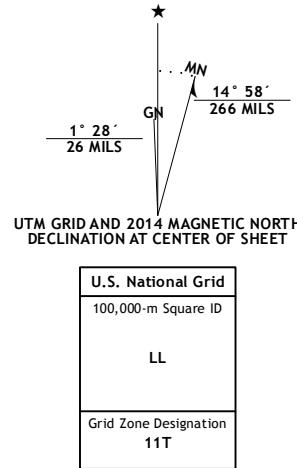 ★
MN
GN
14° 58´
266 MILS
1° 28´
26 MILS
UTM GRID AND 2014 MAGNETIC NORTH
DECLINATION AT CENTER OF SHEET
U.S. National Grid
100,000-m Square ID
LL
Grid Zone Designation
11T